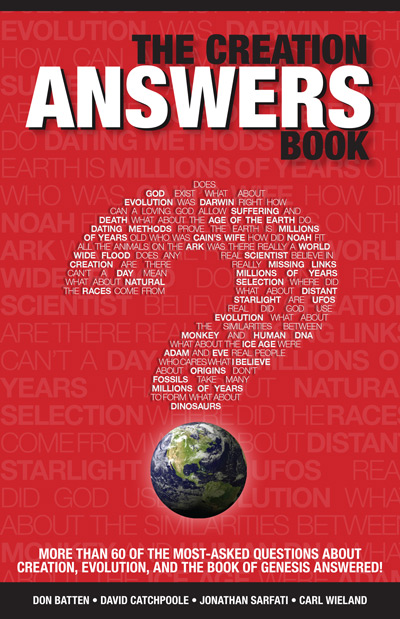 THE CREATION
ANSWERS
BOOK
DOES
GOD EXIST WHAT ABOUT
EVOLUTION WAS DARWIN RIGHT HOW
CAN A LOVING GOD ALLOW SUFFERING AND
DEATH WHAT ABOUT THE AGE OF THE EARTH DO
DATING METHODS PROVE THE EARTH IS MILLIONS
OF YEARS OLD WHO WAS CAIN'S WIFE HOW DID NOAH FIT
ALL THE ANIMALS ON THE ARK WAS THERE REALLY A WORLD
WIDE FLOOD DOES ANY REAL SCIENTIST BELIEVE IN
CREATION ARE THERE REALLY MISSING LINKS
CAN'T A DAY MEAN MILLIONS OF YEARS
WHAT ABOUT NATURAL SELECTION WHERE DID
THE RACES COME FROM WHAT ABOUT DISTANT
STARLIGHT ARE UFOS
REAL DID GOD USE
EVOLUTION WHAT ABOUT
THE SIMILARITIES BETWEEN
MONKEY AND HUMAN DNA
WHAT ABOUT THE ICE AGE WERE
ADAM AND EVE REAL PEOPLE
WHO CARES WHAT I BELIEVE
ABOUT ORIGINS DON'T
FOSSILS TAKE MANY
MILLIONS OF YEARS
TO FORM WHAT ABOUT
DINOSAURS
MORE THAN 60 OF THE MOST-ASKED QUESTIONS ABOUT
CREATION, EVOLUTION, AND THE BOOK OF GENESIS ANSWERED!
DON BATTEN • DAVID CATCHPOOLE • JONATHAN SARFATI • CARL WIELAND